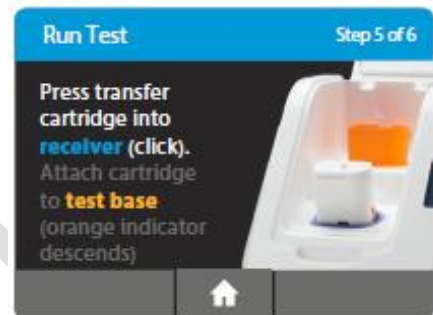 Run Test
Step 5 of 6
Press transfer
cartridge into
receiver (click).
Attach cartridge
to test base
(orange indicator
descends)